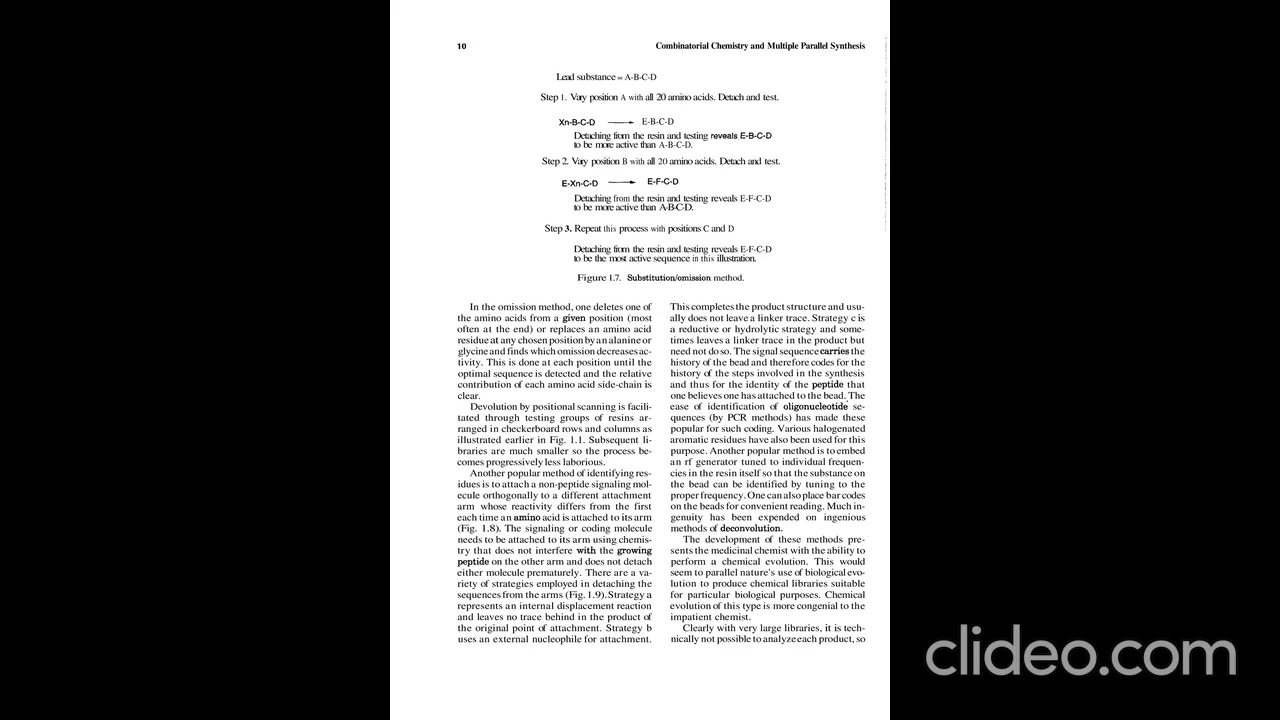 10
Combinatorial Chemistry and Multiple Parallel Synthesis
Lead substance = A-B-C-D
Step 1. Vary position A with all 20 amino acids. Detach and test.
Xn-B-C-D → E-B-C-D
Detaching from the resin and testing reveals E-B-C-D
to be more active than A-B-C-D.
Step 2. Vary position B with all 20 amino acids. Detach and test.
E-Xn-C-D → E-F-C-D
Detaching from the resin and testing reveals E-F-C-D
to be more active than A-B-C-D.
Step 3. Repeat this process with positions C and D
Detaching from the resin and testing reveals E-F-C-D
to be the most active sequence in this illustration.
Figure 1.7. Substitution/omission method.
In the omission method, one deletes one of
the amino acids from a given position (most
often at the end) or replaces an amino acid
residue at any chosen position by an alanine or
glycine and finds which omission decreases ac-
tivity. This is done at each position until the
optimal sequence is detected and the relative
contribution of each amino acid side-chain is
clear.
Devolution by positional scanning is facili-
tated through testing groups of resins ar-
ranged in checkerboard rows and columns as
illustrated earlier in Fig. 1.1. Subsequent li-
braries are much smaller so the process be-
comes progressively less laborious.
Another popular method of identifying res-
idues is to attach a non-peptide signaling mol-
ecule orthogonally to a different attachment
arm whose reactivity differs from the first
each time an amino acid is attached to its arm
(Fig. 1.8). The signaling or coding molecule
needs to be attached to its arm using chemis-
try that does not interfere with the growing
peptide on the other arm and does not detach
either molecule prematurely. There are a va-
riety of strategies employed in detaching the
sequences from the arms (Fig. 1.9). Strategy a
represents an internal displacement reaction
and leaves no trace behind in the product of
the original point of attachment. Strategy b
uses an external nucleophile for attachment.
This completes the product structure and usu-
ally does not leave a linker trace. Strategy c is
a reductive or hydrolytic strategy and some-
times leaves a linker trace in the product but
need not do so. The signal sequence carries the
history of the bead and therefore codes for the
history of the steps involved in the synthesis
and thus for the identity of the peptide that
one believes one has attached to the bead. The
ease of identification of oligonucleotide se-
quences (by PCR methods) has made these
popular for such coding. Various halogenated
aromatic residues have also been used for this
purpose. Another popular method is to embed
an rf generator tuned to individual frequen-
cies in the resin itself so that the substance on
the bead can be identified by tuning to the
proper frequency. One can also place bar codes
on the beads for convenient reading. Much in-
genuity has been expended on ingenious
methods of deconvolution.
The development of these methods pre-
sents the medicinal chemist with the ability to
perform a chemical evolution. This would
seem to parallel nature's use of biological evo-
lution to produce chemical libraries suitable
for particular biological purposes. Chemical
evolution of this type is more congenial to the
impatient chemist.
Clearly with very large libraries, it is tech-
nically not possible to analyze each product, so
clideo.com